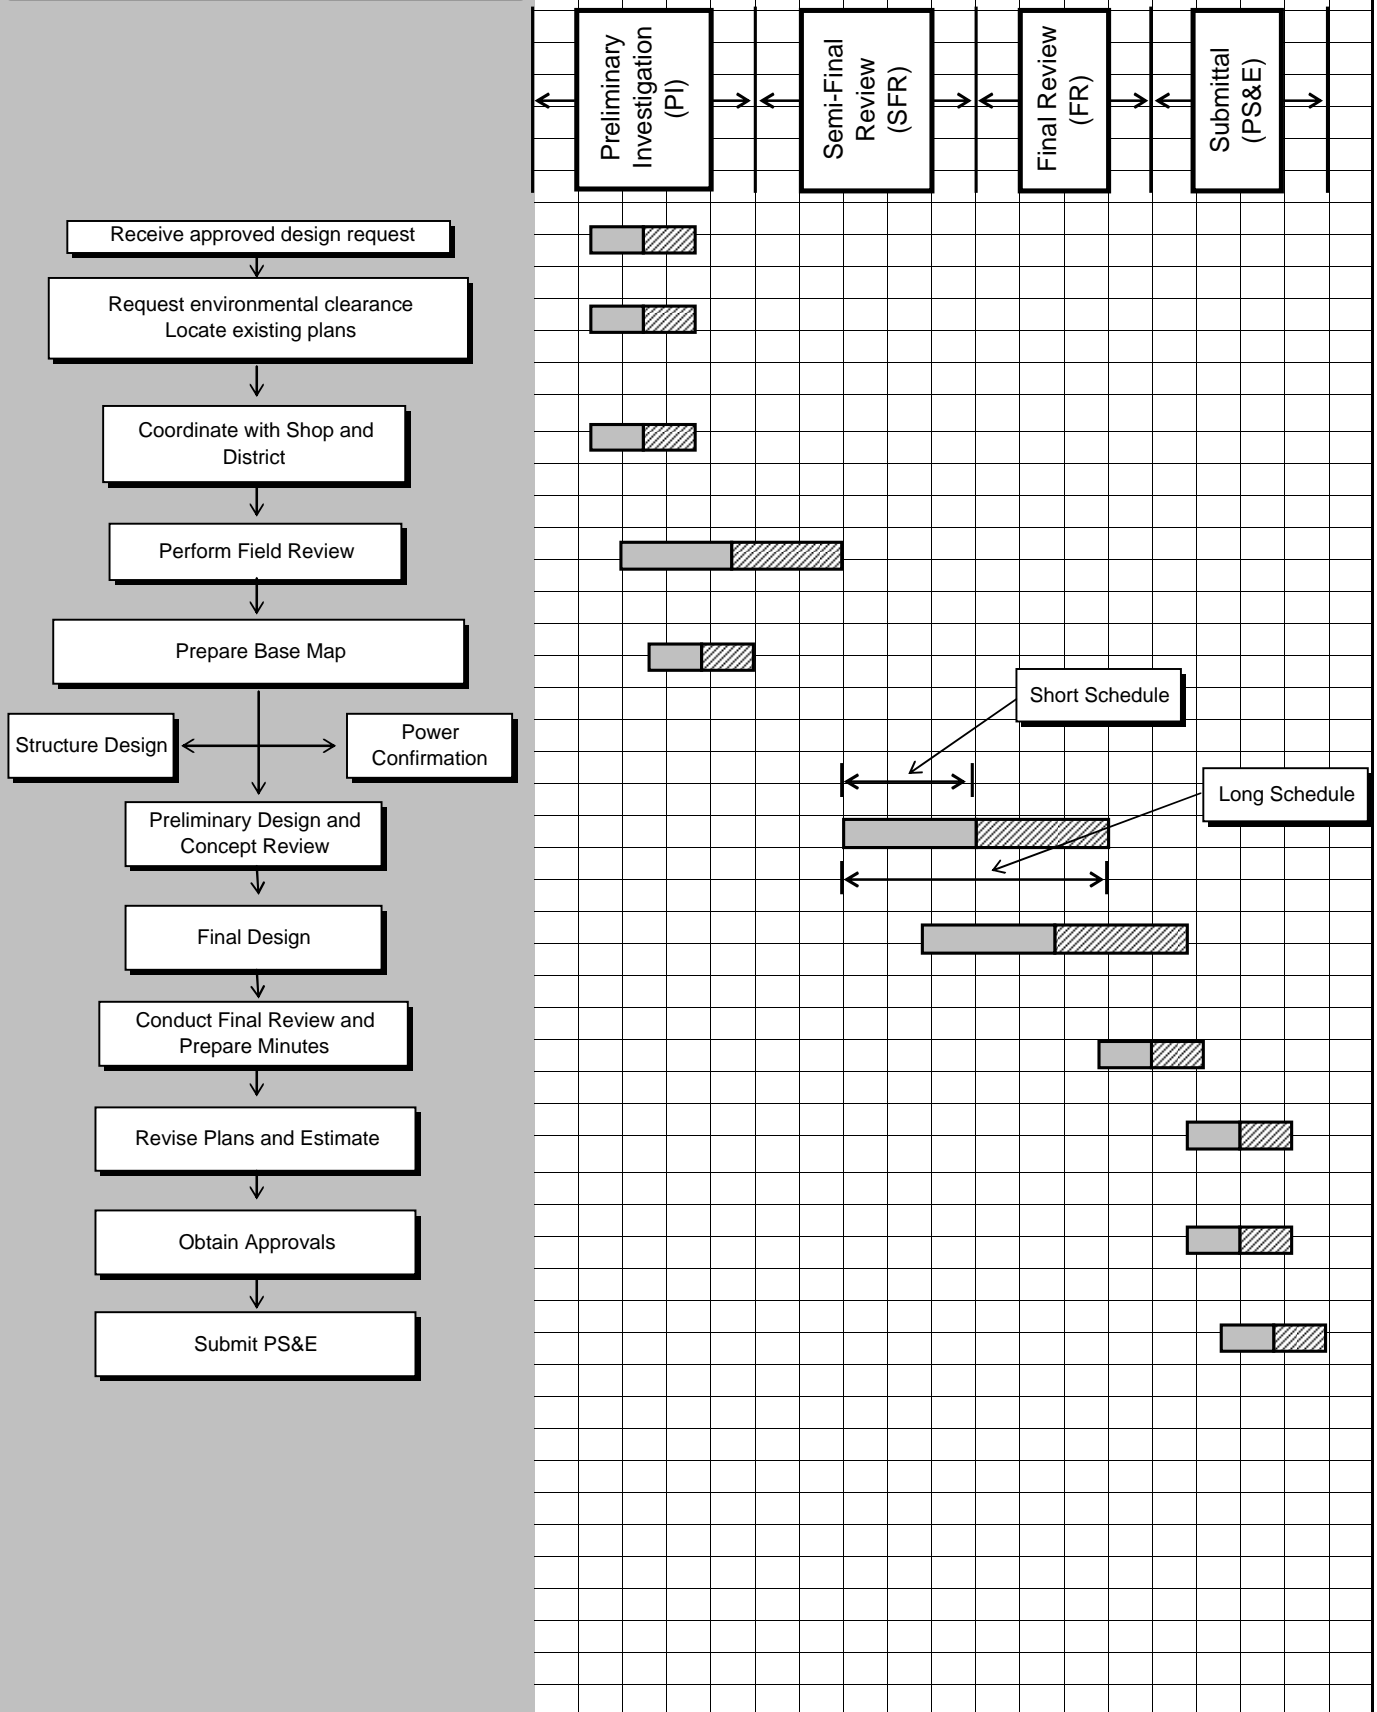 Preliminary
Investigation
(PI)
Semi-Final
Review
(SFR)
Final Review
(FR)
Submittal
(PS&E)
Receive approved design request
Request environmental clearance
Locate existing plans
Coordinate with Shop and
District
Perform Field Review
Prepare Base Map
Short Schedule
Structure Design
Power
Confirmation
Long Schedule
Preliminary Design and
Concept Review
Final Design
Conduct Final Review and
Prepare Minutes
Revise Plans and Estimate
Obtain Approvals
Submit PS&E